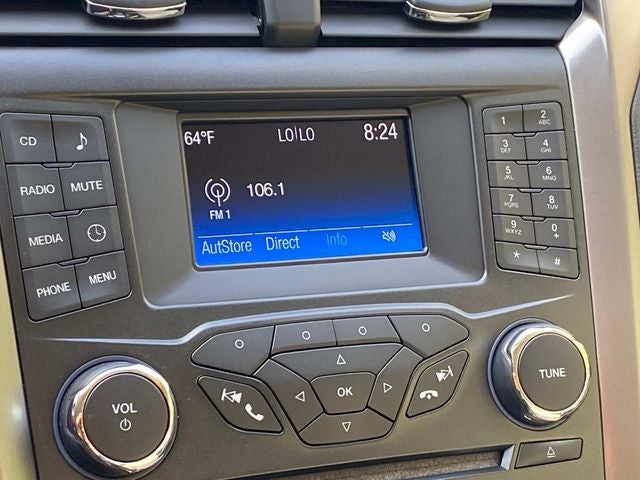 64°F LO|LO 8:24
106.1
FM 1
AutStore Direct Info
CD
RADIO MUTE
MEDIA
PHONE MENU
1 2 ABC
3 DEF 4 GHI
5 JKL 6 MNO
7 PQRS 8 TUV
9 WXYZ 0 +
* #
VOL
OK
TUNE